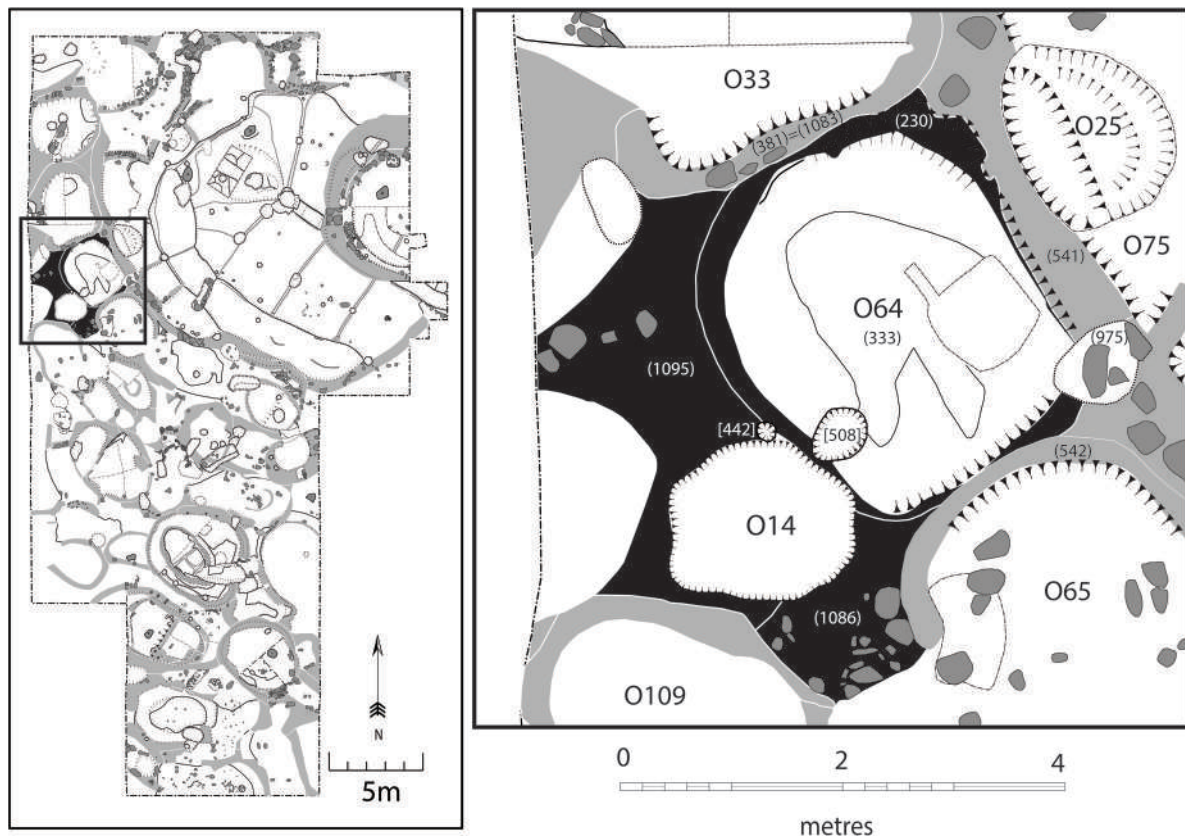 N
5m
O33
(230)
(381)=(1083)
O25
O75
(541)
O64
(333)
(975)
(1095)
[442]
[508]
(542)
O14
O65
(1086)
O109
0 2 4
metres